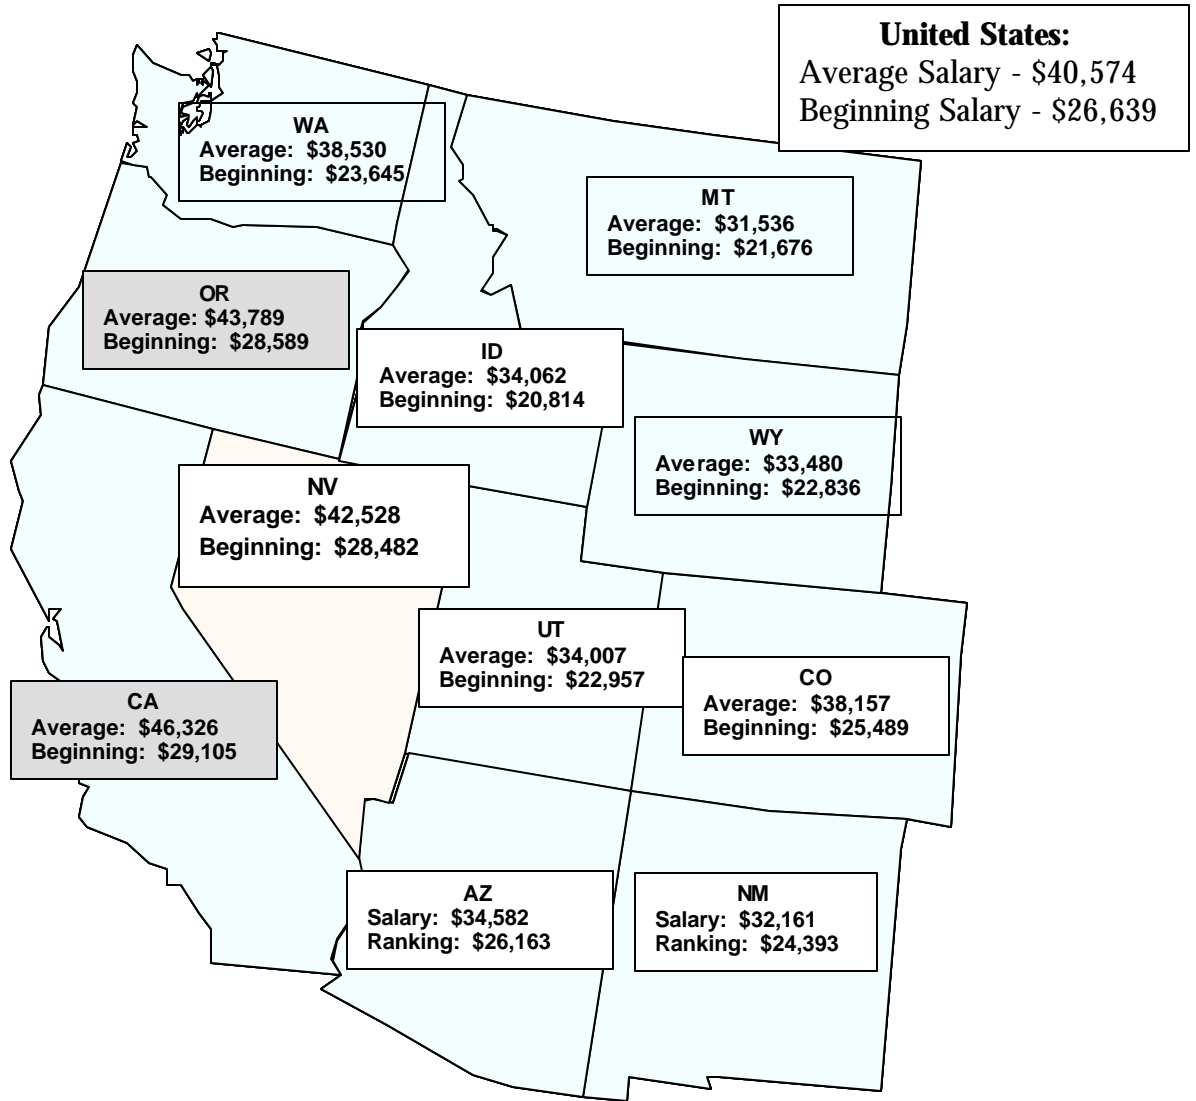 United States:
Average Salary - $40,574
Beginning Salary - $26,639
WA
Average: $38,530
Beginning: $23,645
MT
Average: $31,536
Beginning: $21,676
OR
Average: $43,789
Beginning: $28,589
ID
Average: $34,062
Beginning: $20,814
WY
Average: $33,480
Beginning: $22,836
NV
Average: $42,528
Beginning: $28,482
UT
Average: $34,007
Beginning: $22,957
CO
Average: $38,157
Beginning: $25,489
CA
Average: $46,326
Beginning: $29,105
AZ
Salary: $34,582
Ranking: $26,163
NM
Salary: $32,161
Ranking: $24,393